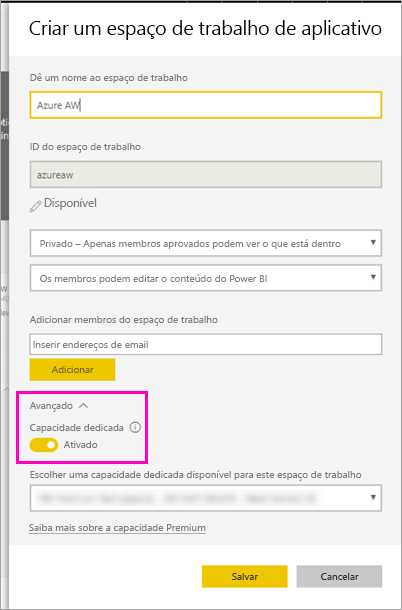 Criar um espaço de trabalho de aplicativo
Dê um nome ao espaço de trabalho
Azure AW
ID do espaço de trabalho
azureaw
Disponível
Privado – Apenas membros aprovados podem ver o que está dentro
Os membros podem editar o conteúdo do Power BI
Adicionar membros do espaço de trabalho
Inserir endereços de email
Adicionar
Avançado
Capacidade dedicada
Ativado
Escolher uma capacidade dedicada disponível para este espaço de trabalho
Saiba mais sobre a capacidade Premium
Salvar
Cancelar